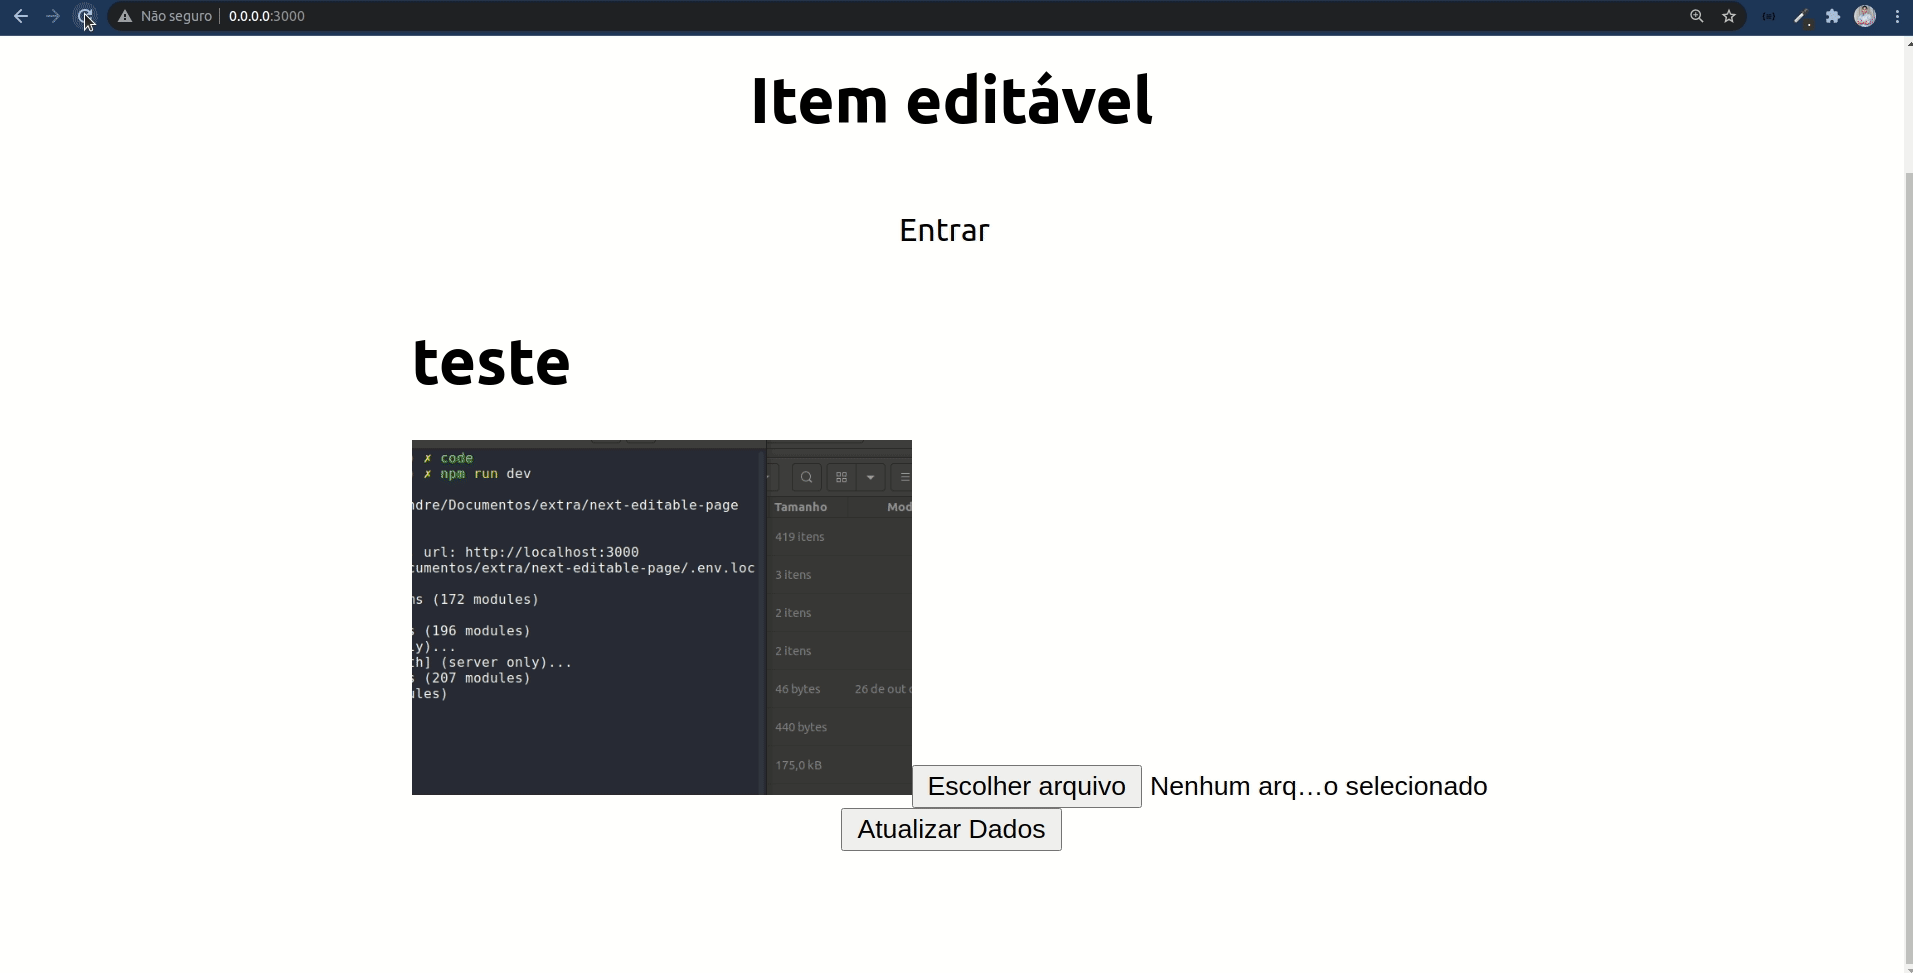 Não seguro 0.0.0.0:3000
Item editável
Entrar
teste
✗ code
✗ npm run dev
ndre/Documentos/extra/next-editable-page
url: http://localhost:3000
cumentos/extra/next-editable-page/.env.loc
ns (172 modules)
s (196 modules)
ly)...
th] (server only)...
s (207 modules)
ules)
Tamanho Mod
419 itens
3 itens
2 itens
2 itens
46 bytes 26 de out
440 bytes
175,0 kB
Escolher arquivo Nenhum arq…o selecionado
Atualizar Dados